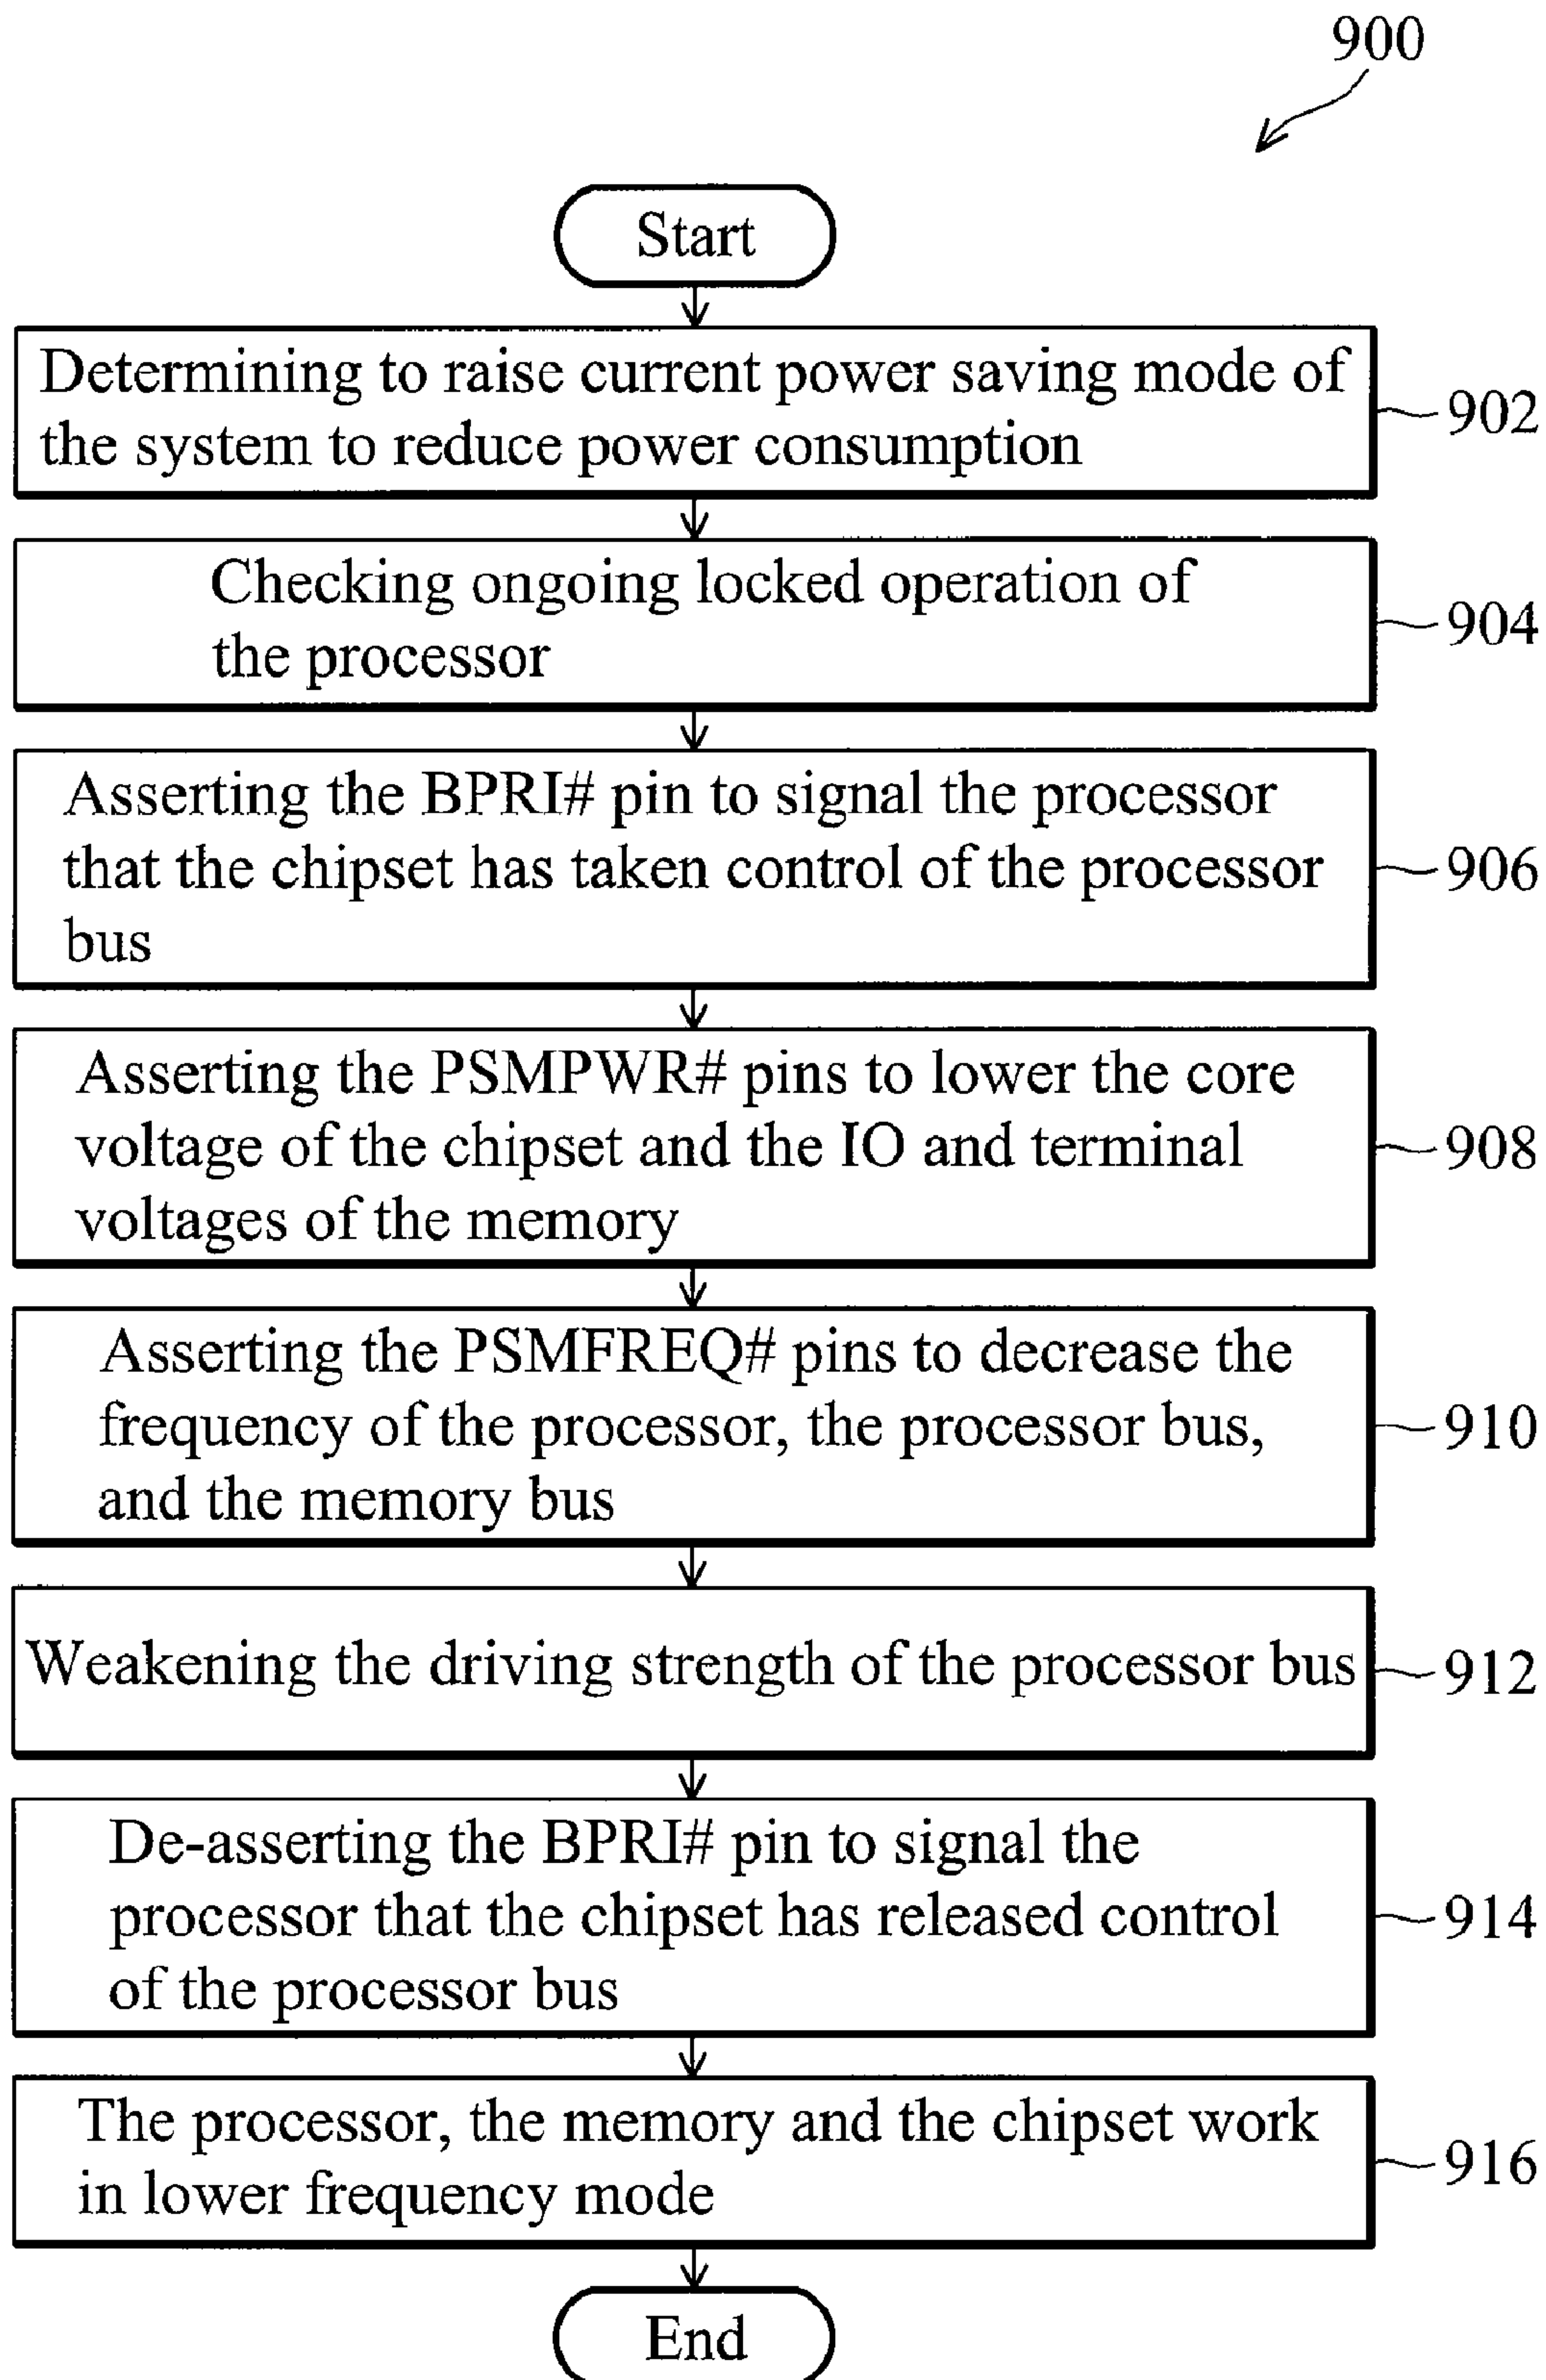 900
Start
Determining to raise current power saving mode of
the system to reduce power consumption
902
Checking ongoing locked operation of
the processor
904
Asserting the BPRI# pin to signal the processor
that the chipset has taken control of the processor
bus
906
Asserting the PSMPWR# pins to lower the core
voltage of the chipset and the IO and terminal
voltages of the memory
908
Asserting the PSMFREQ# pins to decrease the
frequency of the processor, the processor bus,
and the memory bus
910
Weakening the driving strength of the processor bus
912
De-asserting the BPRI# pin to signal the
processor that the chipset has released control
of the processor bus
914
The processor, the memory and the chipset work
in lower frequency mode
916
End